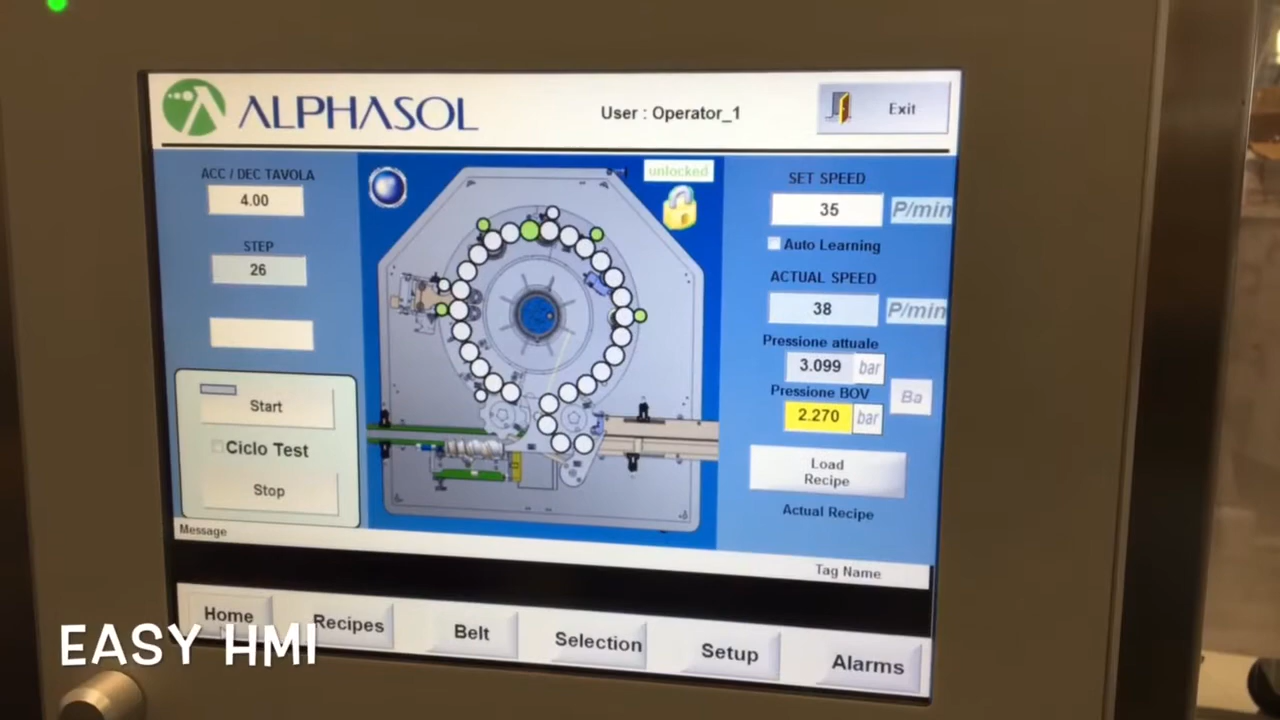 ALPHASOL
User : Operator_1
Exit
ACC / DEC TAVOLA
4.00
STEP
26
Start
Ciclo Test
Stop
unlocked
SET SPEED
35 P/min
Auto Learning
ACTUAL SPEED
38 P/min
Pressione attuale
3.099 bar
Pressione BOV
2.270 bar
Ba
Load
Recipe
Actual Recipe
Message
Tag Name
Home
Recipes
Belt
Selection
Setup
Alarms
EASY HMI